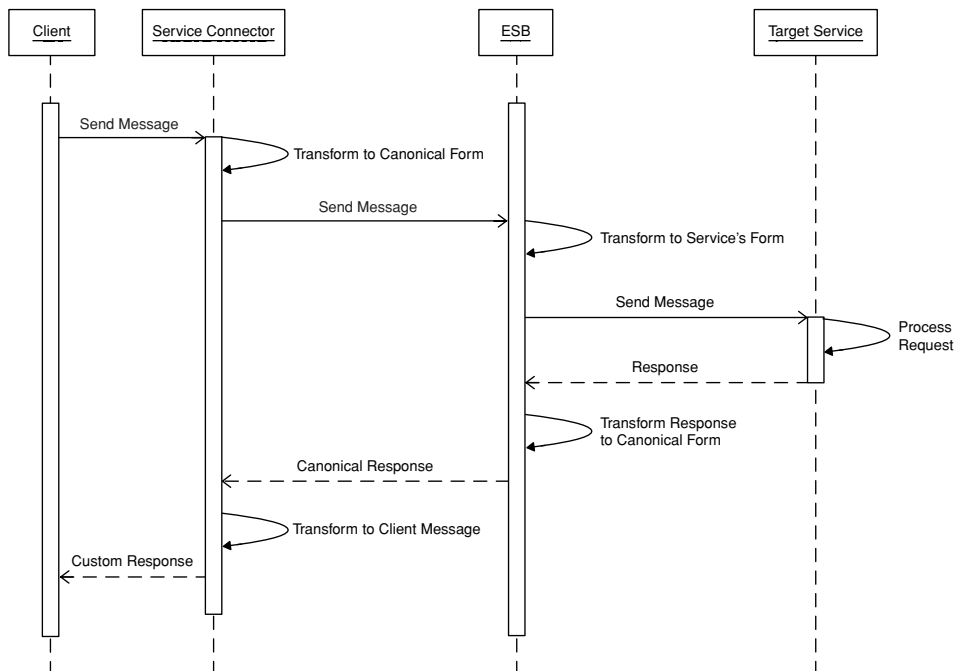 Client
Service Connector
ESB
Target Service
Send Message
Transform to Canonical Form
Send Message
Transform to Service's Form
Send Message
Process
Request
Response
Transform Response
to Canonical Form
Canonical Response
Transform to Client Message
Custom Response